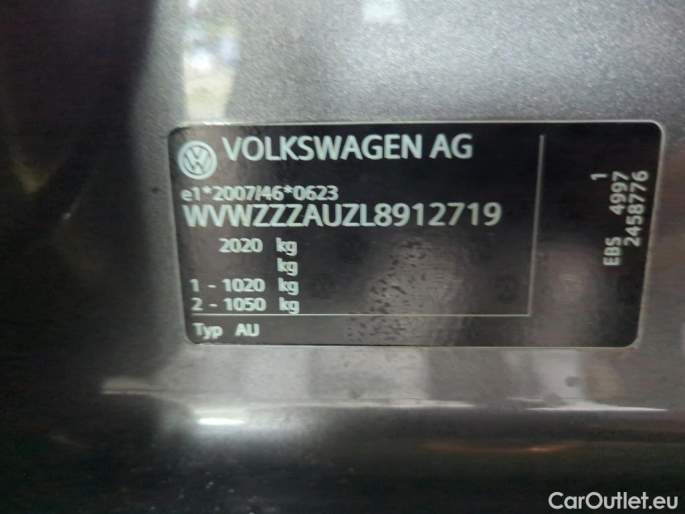 VOLKSWAGEN AG
e1*2007/46*0623
WVWZZZAUZL8912719
2020 kg
kg
1 - 1020 kg
2 - 1050 kg
Typ AU
1
EBS 4997
2458776
CarOutlet.eu